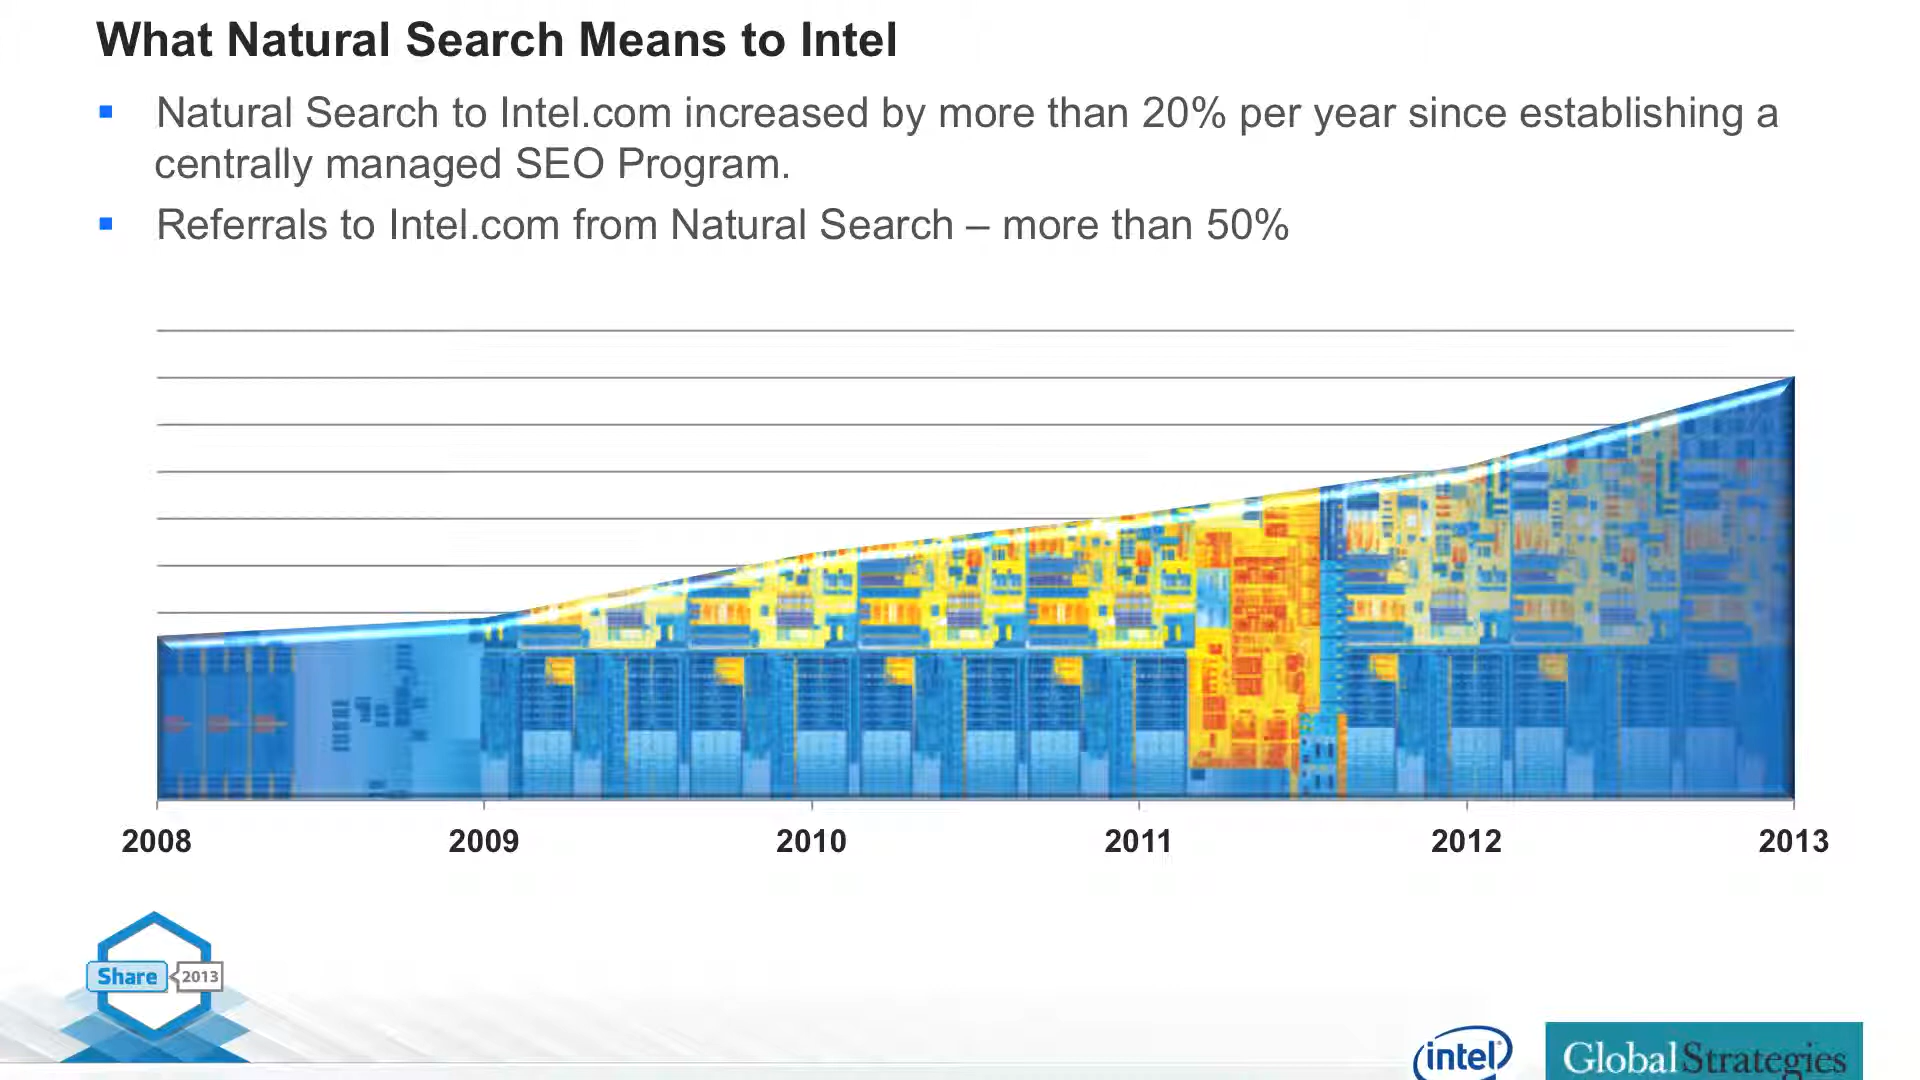 What Natural Search Means to Intel
Natural Search to Intel.com increased by more than 20% per year since establishing a
centrally managed SEO Program.
Referrals to Intel.com from Natural Search – more than 50%
2008 2009 2010 2011 2012 2013
Share 2013
intel Global Strategies